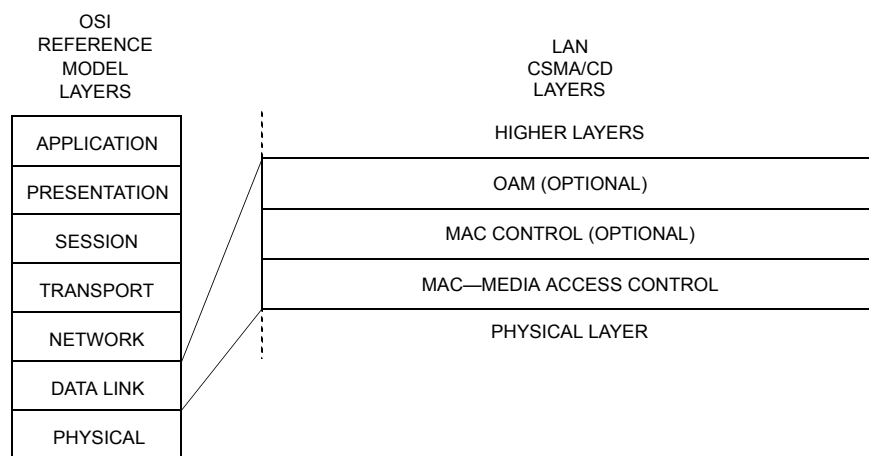 OSI
REFERENCE
MODEL
LAYERS
APPLICATION
PRESENTATION
SESSION
TRANSPORT
NETWORK
DATA LINK
PHYSICAL
LAN
CSMA/CD
LAYERS
HIGHER LAYERS
OAM (OPTIONAL)
MAC CONTROL (OPTIONAL)
MAC—MEDIA ACCESS CONTROL
PHYSICAL LAYER